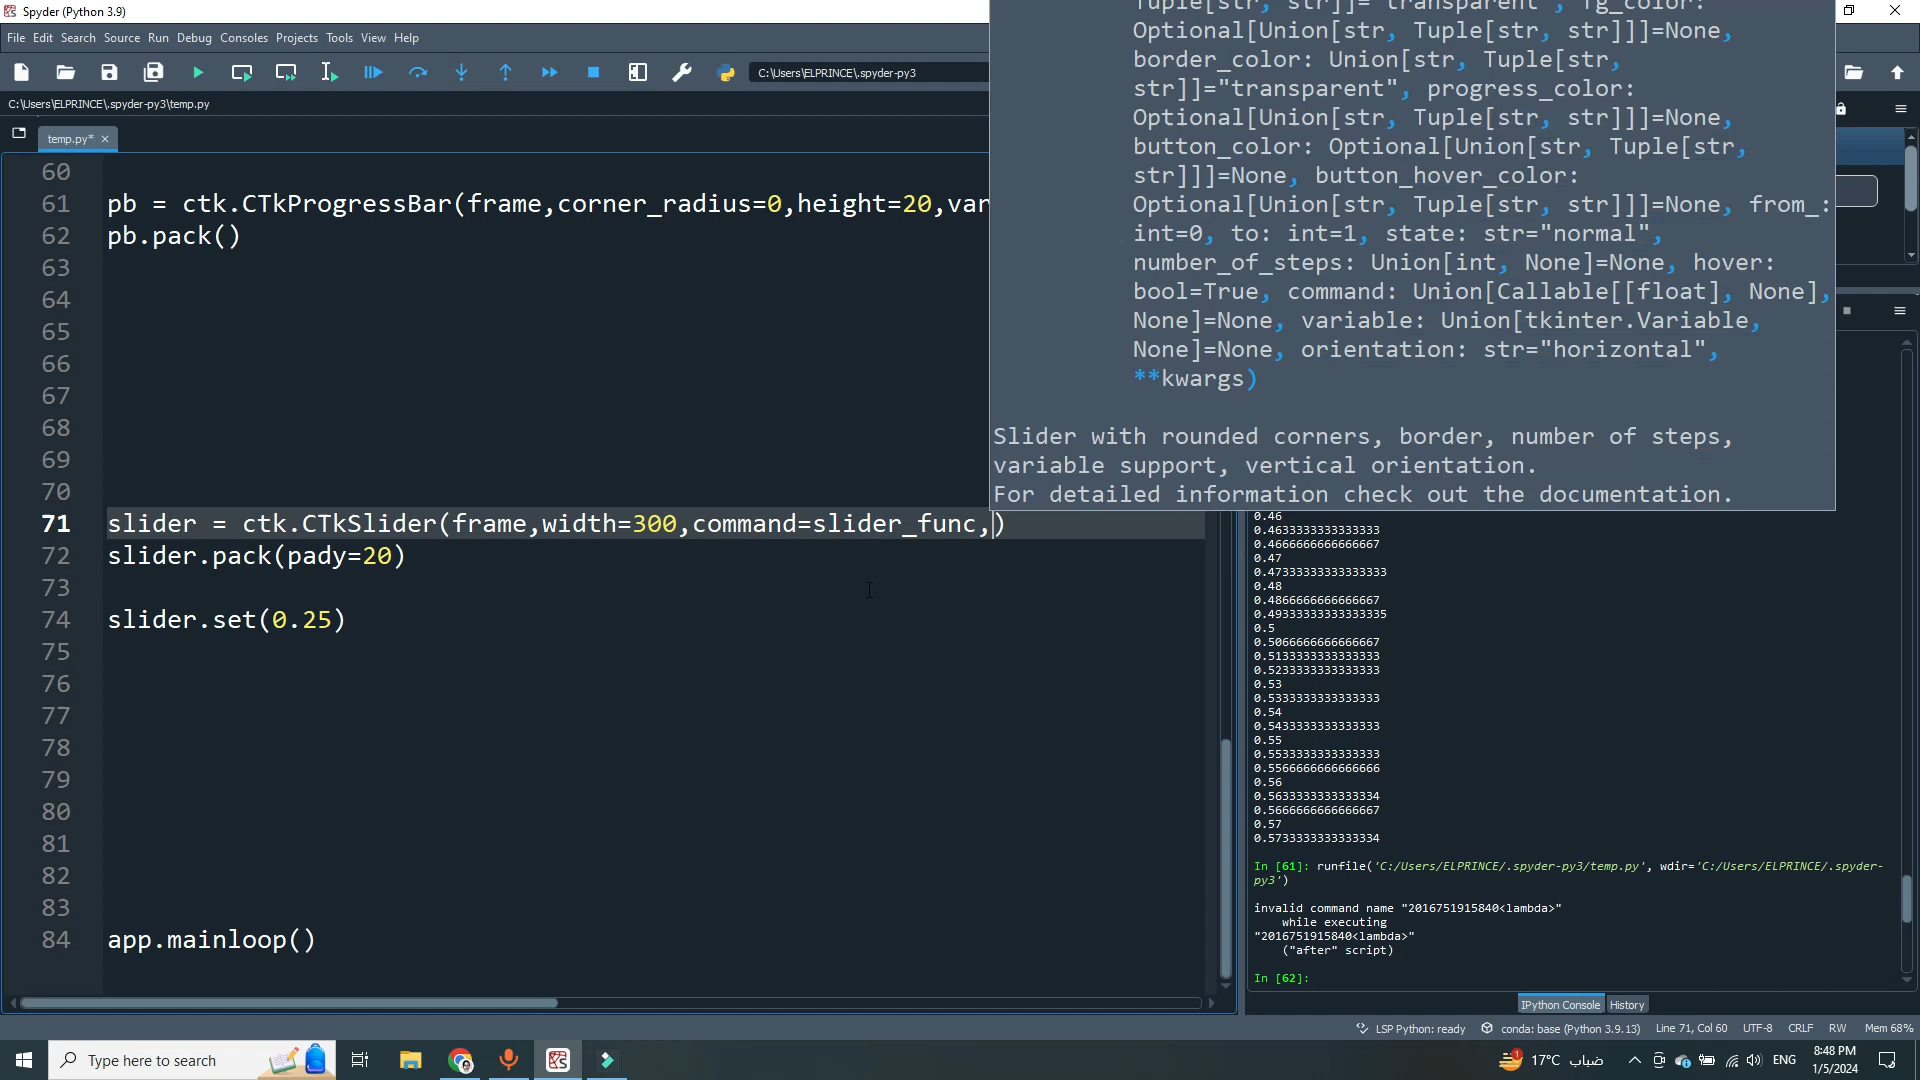 Spyder (Python 3.9)
File Edit Search Source Run Debug Consoles Projects Tools View Help
C:\Users\ELPRINCE\.spyder-py3
C:\Users\ELPRINCE\.spyder-py3\temp.py
temp.py*
60
61 pb = ctk.CTkProgressBar(frame,corner_radius=0,height=20,var
62 pb.pack()
63
64
65
66
67
68
69
70
71 slider = ctk.CTkSlider(frame,width=300,command=slider_func,)
72 slider.pack(pady=20)
73
74 slider.set(0.25)
75
76
77
78
79
80
81
82
83
84 app.mainloop()
Tuple[str, str]]="transparent", fg_color:
Optional[Union[str, Tuple[str, str]]]=None,
border_color: Union[str, Tuple[str,
str]]="transparent", progress_color:
Optional[Union[str, Tuple[str, str]]]=None,
button_color: Optional[Union[str, Tuple[str,
str]]]=None, button_hover_color:
Optional[Union[str, Tuple[str, str]]]=None, from_:
int=0, to: int=1, state: str="normal",
number_of_steps: Union[int, None]=None, hover:
bool=True, command: Union[Callable[[float], None],
None]=None, variable: Union[tkinter.Variable,
None]=None, orientation: str="horizontal",
**kwargs)
Slider with rounded corners, border, number of steps,
variable support, vertical orientation.
For detailed information check out the documentation.
0.46
0.4633333333333333
0.4666666666666667
0.47
0.47333333333333333
0.48
0.4866666666666667
0.49333333333333335
0.5
0.5066666666666667
0.5133333333333333
0.5233333333333333
0.53
0.5333333333333333
0.54
0.5433333333333333
0.55
0.5533333333333333
0.5566666666666666
0.56
0.5633333333333334
0.5666666666666667
0.57
0.5733333333333334
In [61]: runfile('C:/Users/ELPRINCE/.spyder-py3/temp.py', wdir='C:/Users/ELPRINCE/.spyder-
py3')
invalid command name "2016751915840<lambda>"
while executing
"2016751915840<lambda>"
("after" script)
In [62]:
IPython Console History
LSP Python: ready conda: base (Python 3.9.13) Line 71, Col 60 UTF-8 CRLF RW Mem 68%
Type here to search
1
17°C ضباب
ENG
8:48 PM
1/5/2024